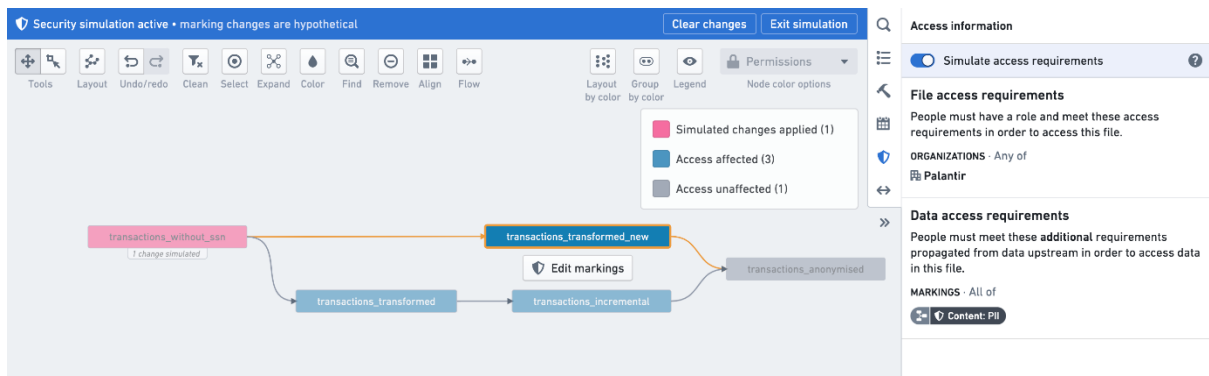 Security simulation active • marking changes are hypothetical
Clear changes
Exit simulation
Tools
Layout
Undo/redo
Clean
Select
Expand
Color
Find
Remove
Align
Flow
Layout by color
Group by color
Legend
Permissions
Node color options
Simulated changes applied (1)
Access affected (3)
Access unaffected (1)
transactions_without_ssn
1 change simulated
transactions_transformed_new
Edit markings
transactions_anonymised
transactions_transformed
transactions_incremental
Access information
Simulate access requirements
?
File access requirements
People must have a role and meet these access
requirements in order to access this file.
ORGANIZATIONS · Any of
Palantir
Data access requirements
People must meet these additional requirements
propagated from data upstream in order to access data
in this file.
MARKINGS · All of
Content: PII